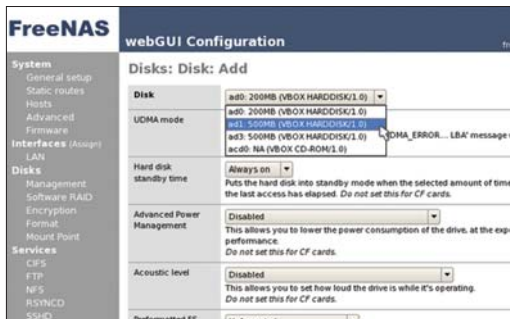 FreeNAS
webGUI Configuration
System
General setup
Static routes
Hosts
Advanced
Firmware
Interfaces (Assign)
LAN
Disks
Management
Software RAID
Encryption
Format
Mount Point
Services
CIFS
FTP
NFS
RSYNCD
SSHD
Disks: Disk: Add
Disk
ad0: 200MB (VBOX HARDDISK/1.0)
ad0: 200MB (VBOX HARDDISK/1.0)
ad1: 500MB (VBOX HARDDISK/1.0)
ad3: 500MB (VBOX HARDDISK/1.0)
acd0: NA (VBOX CD-ROM/1.0)
UDMA mode
DMA_ERROR... LBA' message
Hard disk
standby time
Always on
Puts the hard disk into standby mode when the selected amount of time
the last access has elapsed. Do not set this for CF cards.
Advanced Power
Management
Disabled
This allows you to lower the power consumption of the drive, at the exp
performance.
Do not set this for CF cards.
Acoustic level
Disabled
This allows you to set how loud the drive is while it's operating.
Do not set this for CF cards.